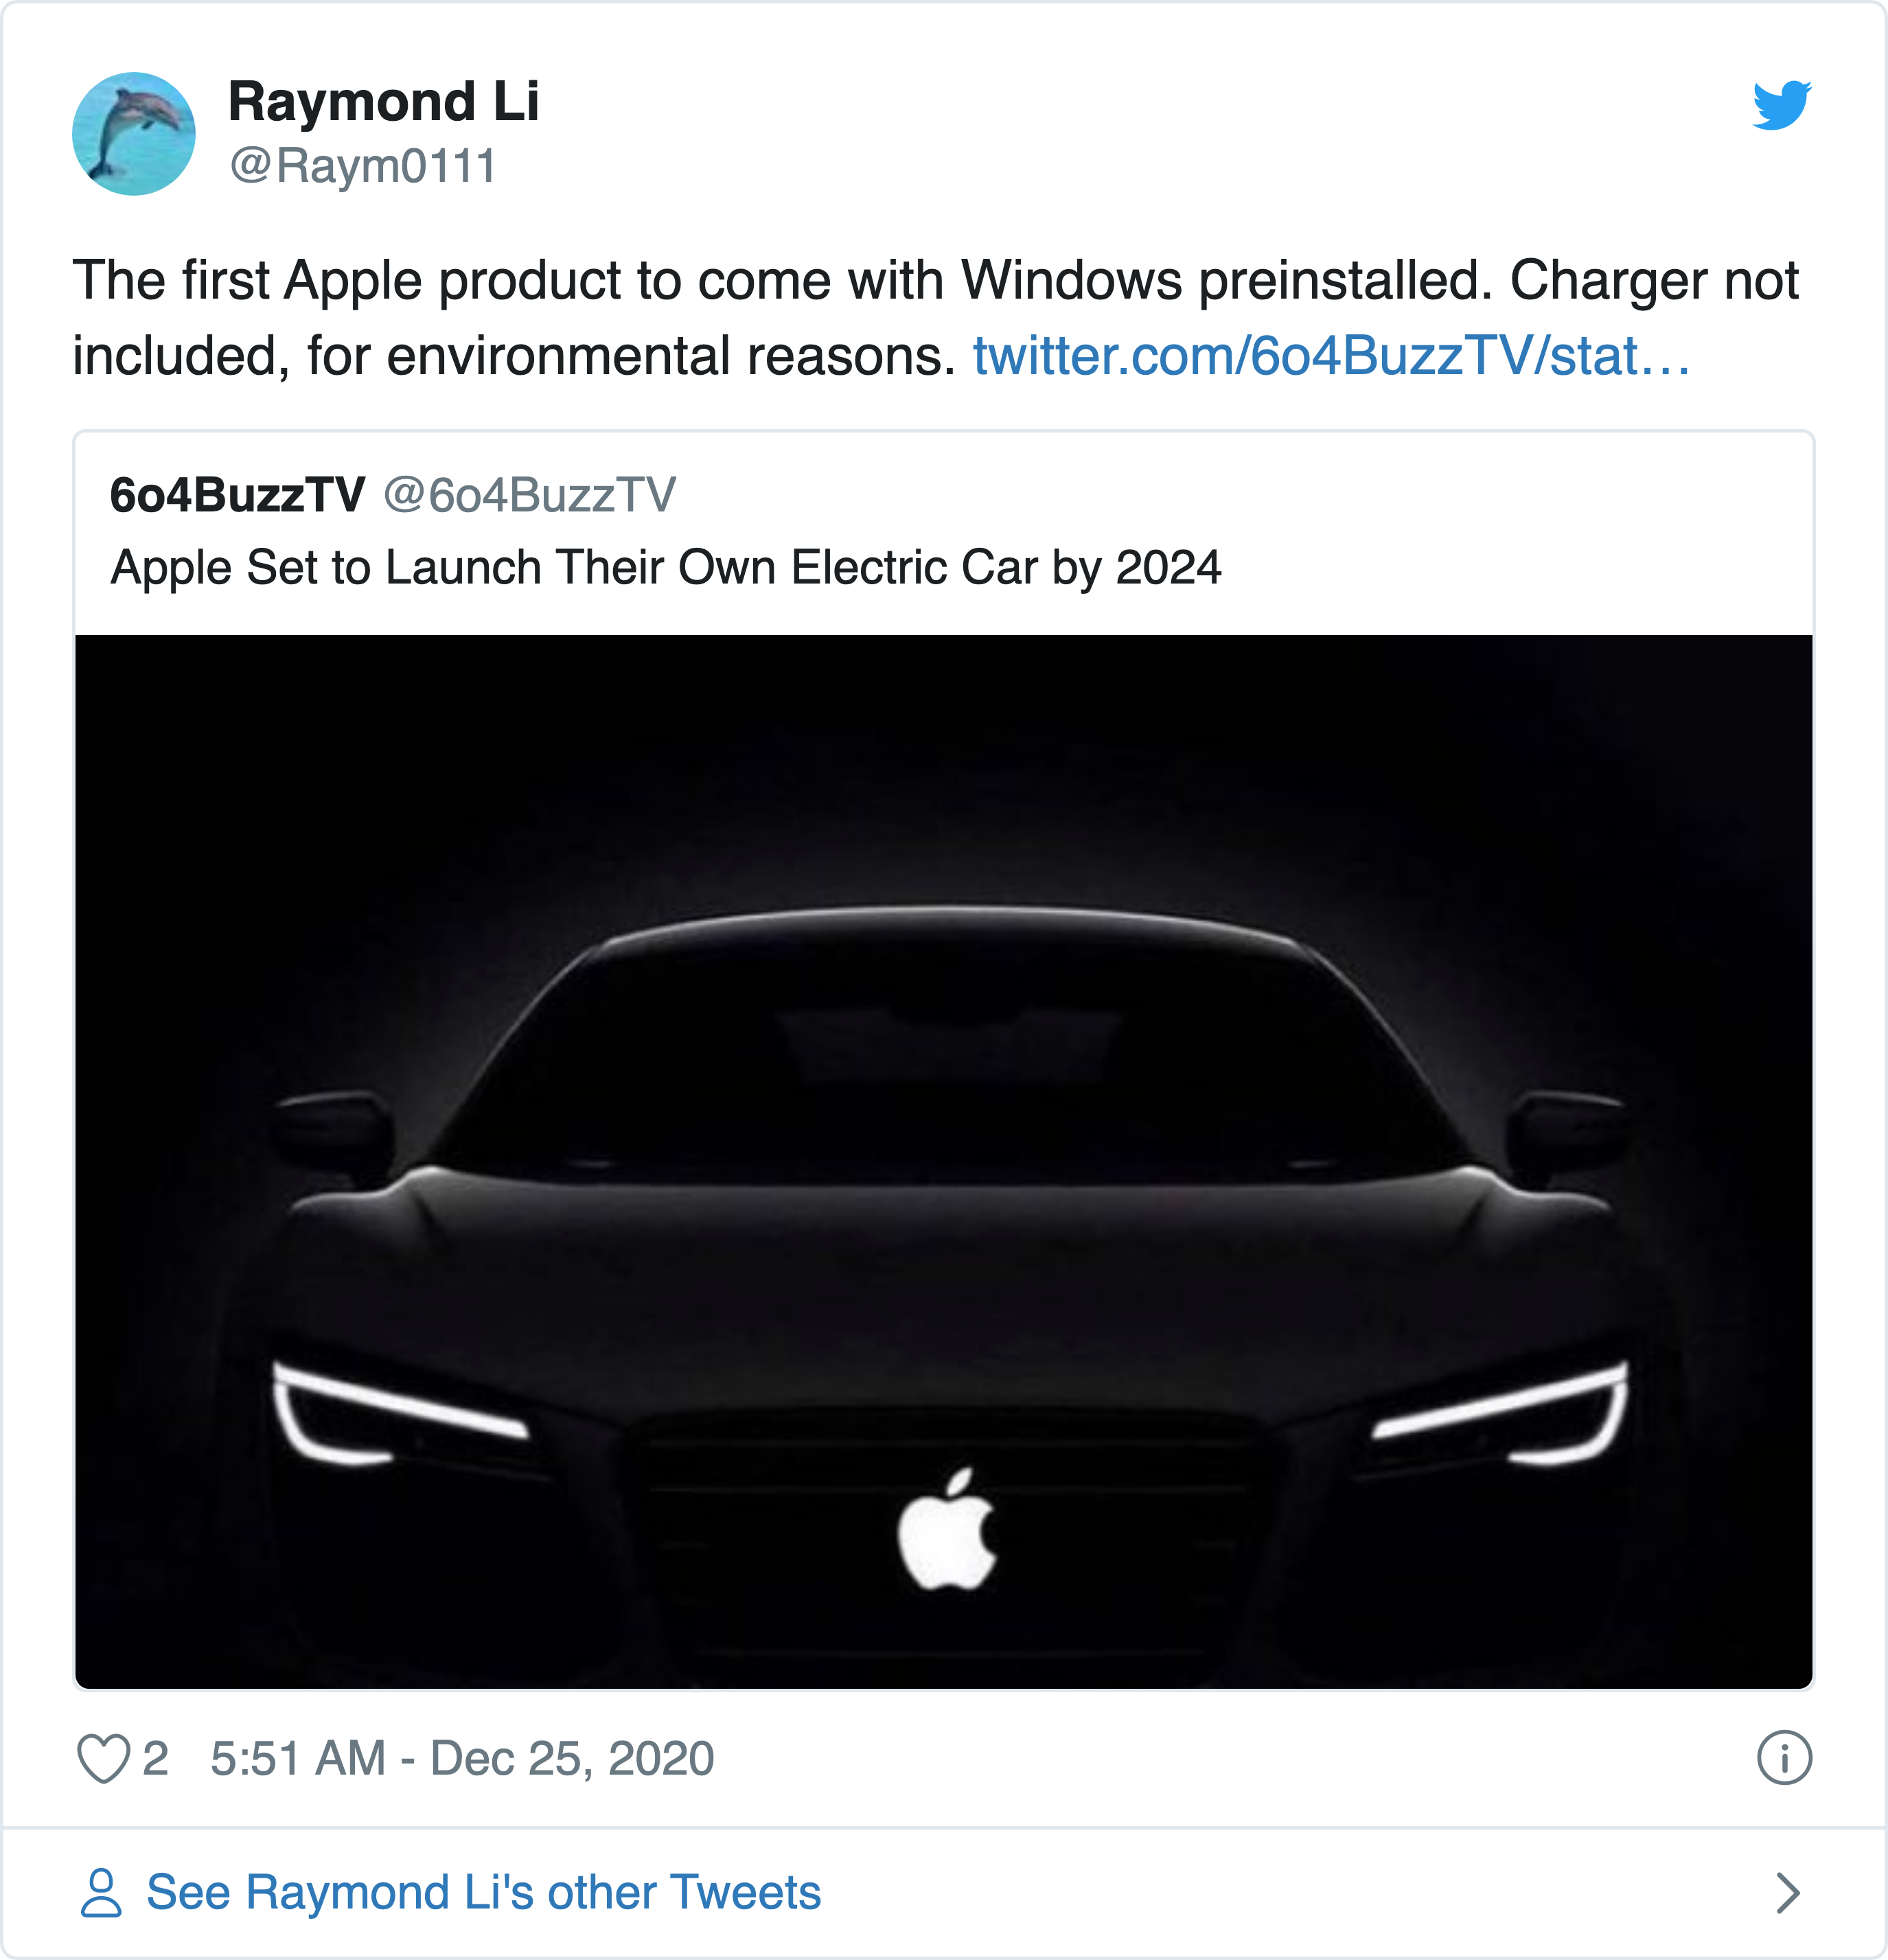 Raymond Li
@Raym0111
The first Apple product to come with Windows preinstalled. Charger not
included, for environmental reasons. twitter.com/6o4BuzzTV/stat…
6o4BuzzTV @6o4BuzzTV
Apple Set to Launch Their Own Electric Car by 2024
2 5:51 AM - Dec 25, 2020
See Raymond Li's other Tweets